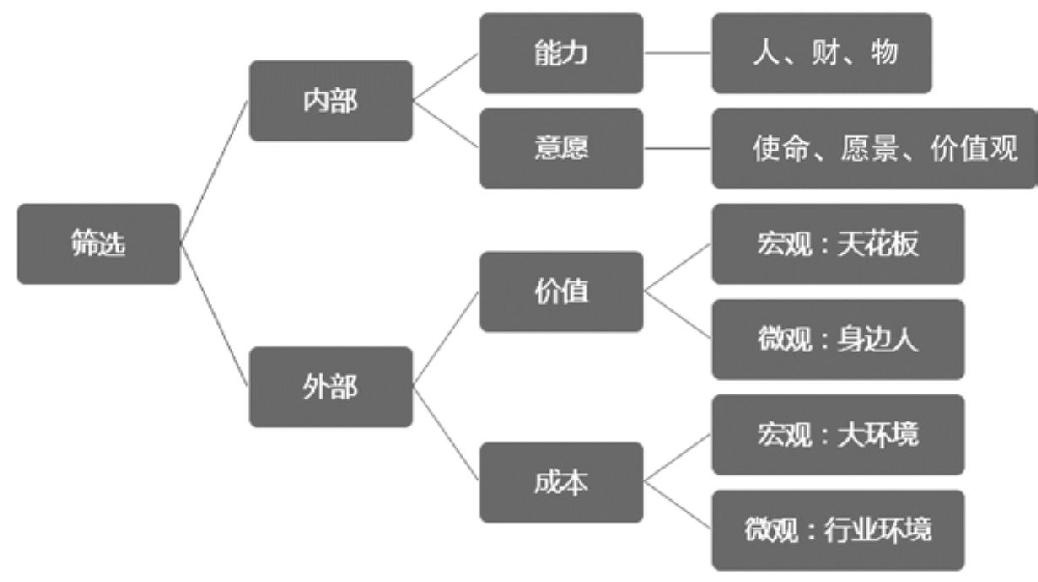 筛选
内部
能力
人、财、物
意愿
使命、愿景、价值观
外部
价值
宏观：天花板
微观：身边人
成本
宏观：大环境
微观：行业环境